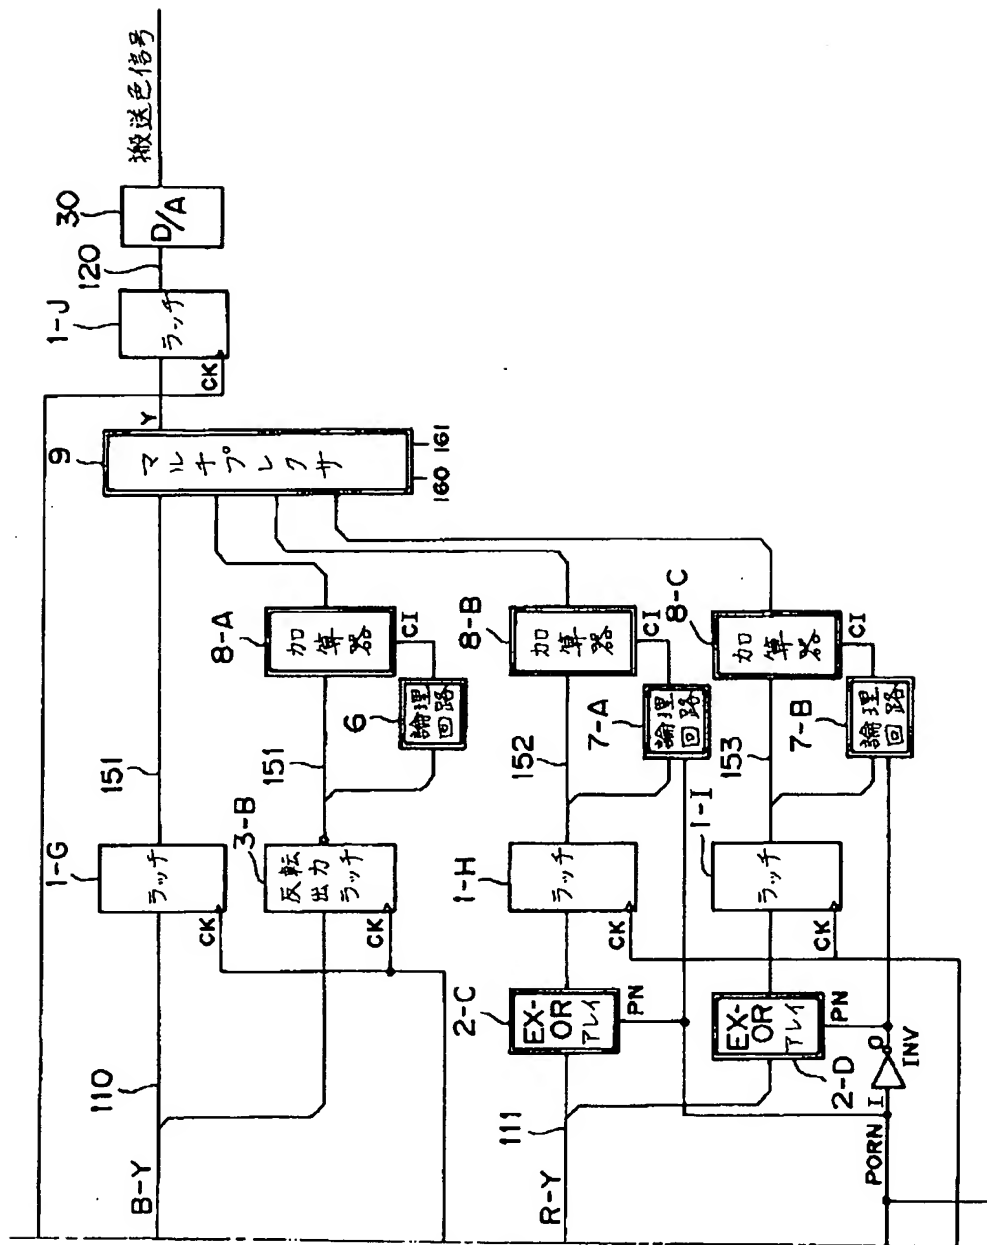 搬送色信号
30
D/A
120
1-J
ラッチ
CK
Y
9
マルチプレクサ
160
161
8-A
加算器
CI
6
論理回路
8-B
加算器
CI
7-A
論理回路
8-C
加算器
CI
7-B
論理回路
151
151
152
153
1-G
ラッチ
CK
3-B
反転出力ラッチ
CK
1-H
ラッチ
CK
1-I
ラッチ
CK
2-C
EX-ORアレイ
PN
EX-ORアレイ
PN
2-D
110
111
B-Y
R-Y
PORN
I
O
INV